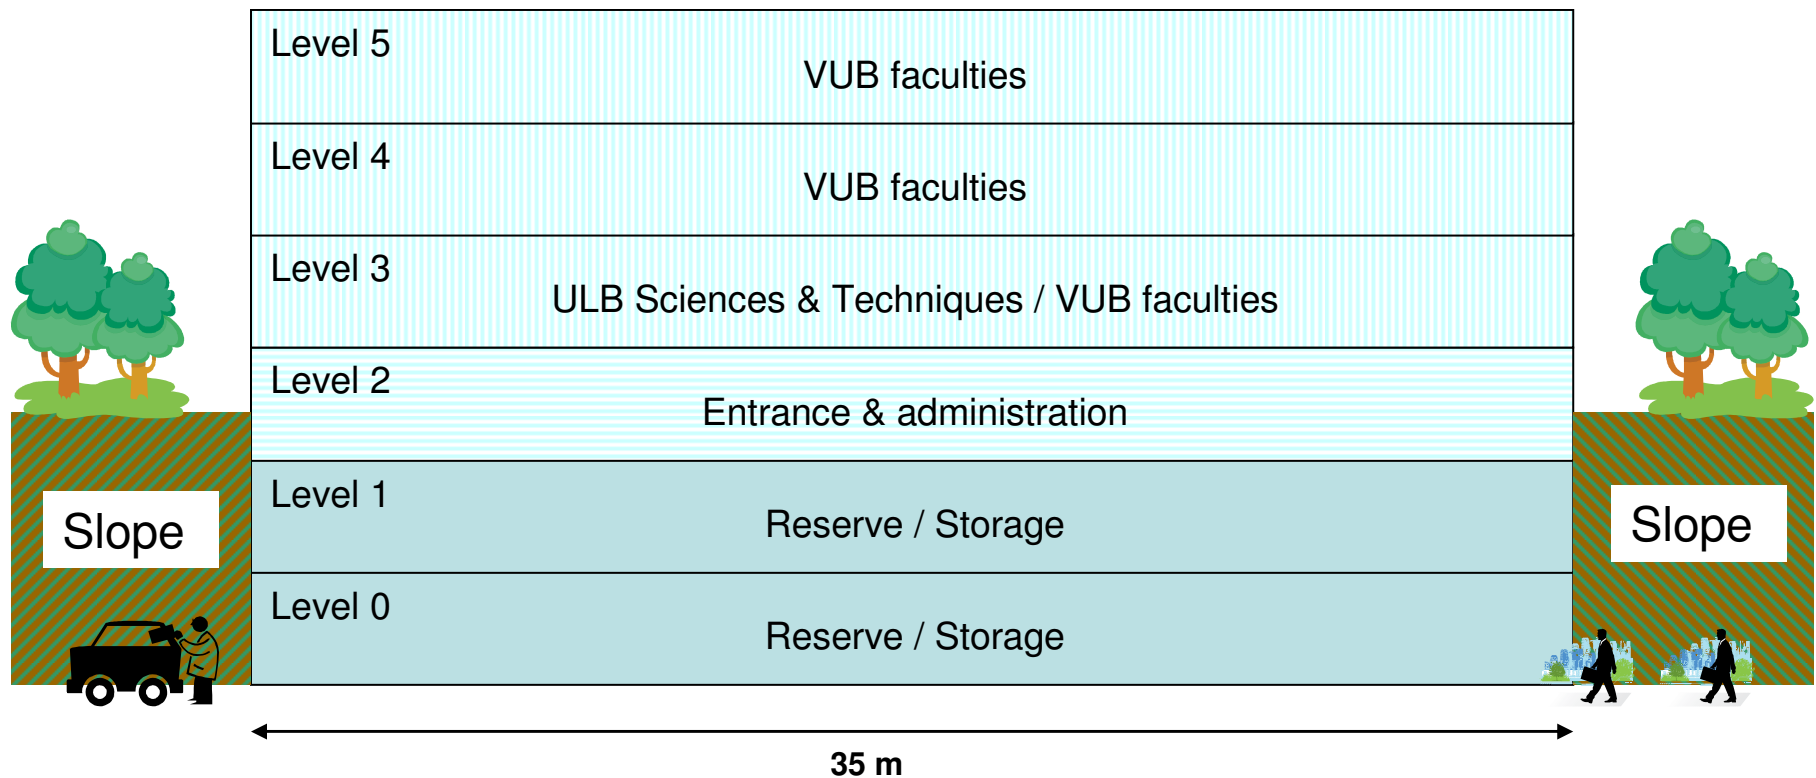 Level 5
VUB faculties
Level 4
VUB faculties
Level 3
ULB Sciences & Techniques / VUB faculties
Level 2
Entrance & administration
Level 1
Reserve / Storage
Slope
Slope
Level 0
Reserve / Storage
35 m